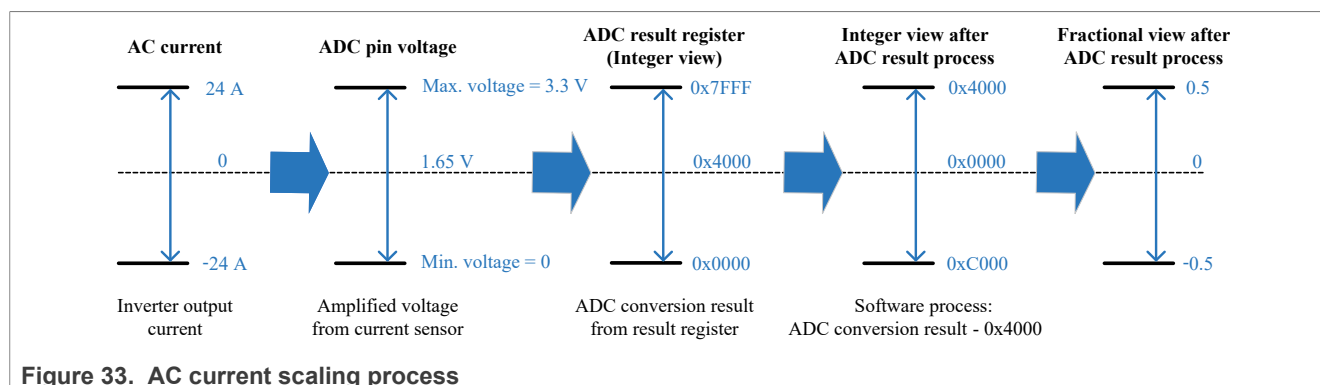 AC current
ADC pin voltage
ADC result register
(Integer view)
Integer view after
ADC result process
Fractional view after
ADC result process
24 A
Max. voltage = 3.3 V
0x7FFF
0x4000
0.5
0
1.65 V
0x4000
0x0000
0
-24 A
Min. voltage = 0
0x0000
0xC000
-0.5
Inverter output
current
Amplified voltage
from current sensor
ADC conversion result
from result register
Software process:
ADC conversion result - 0x4000
Figure 33. AC current scaling process